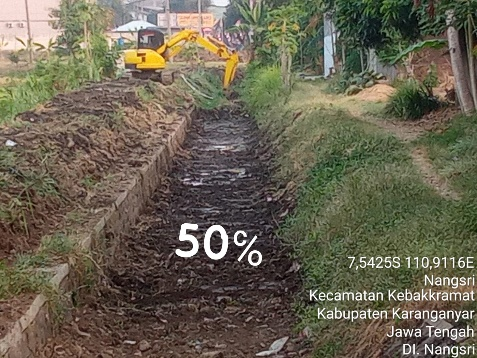 50%
7,5425S 110,9116E
Nangsri
Kecamatan Kebakkramat
Kabupaten Karanganyar
Jawa Tengah
DI. Nangsri